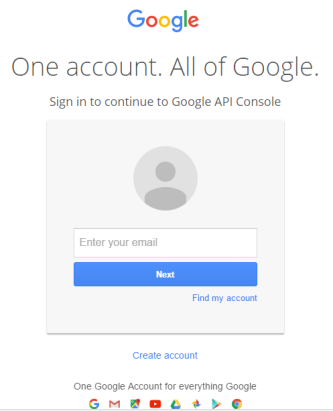 Google
One account. All of Google.
Sign in to continue to Google API Console
Enter your email
Next
Find my account
Create account
One Google Account for everything Google